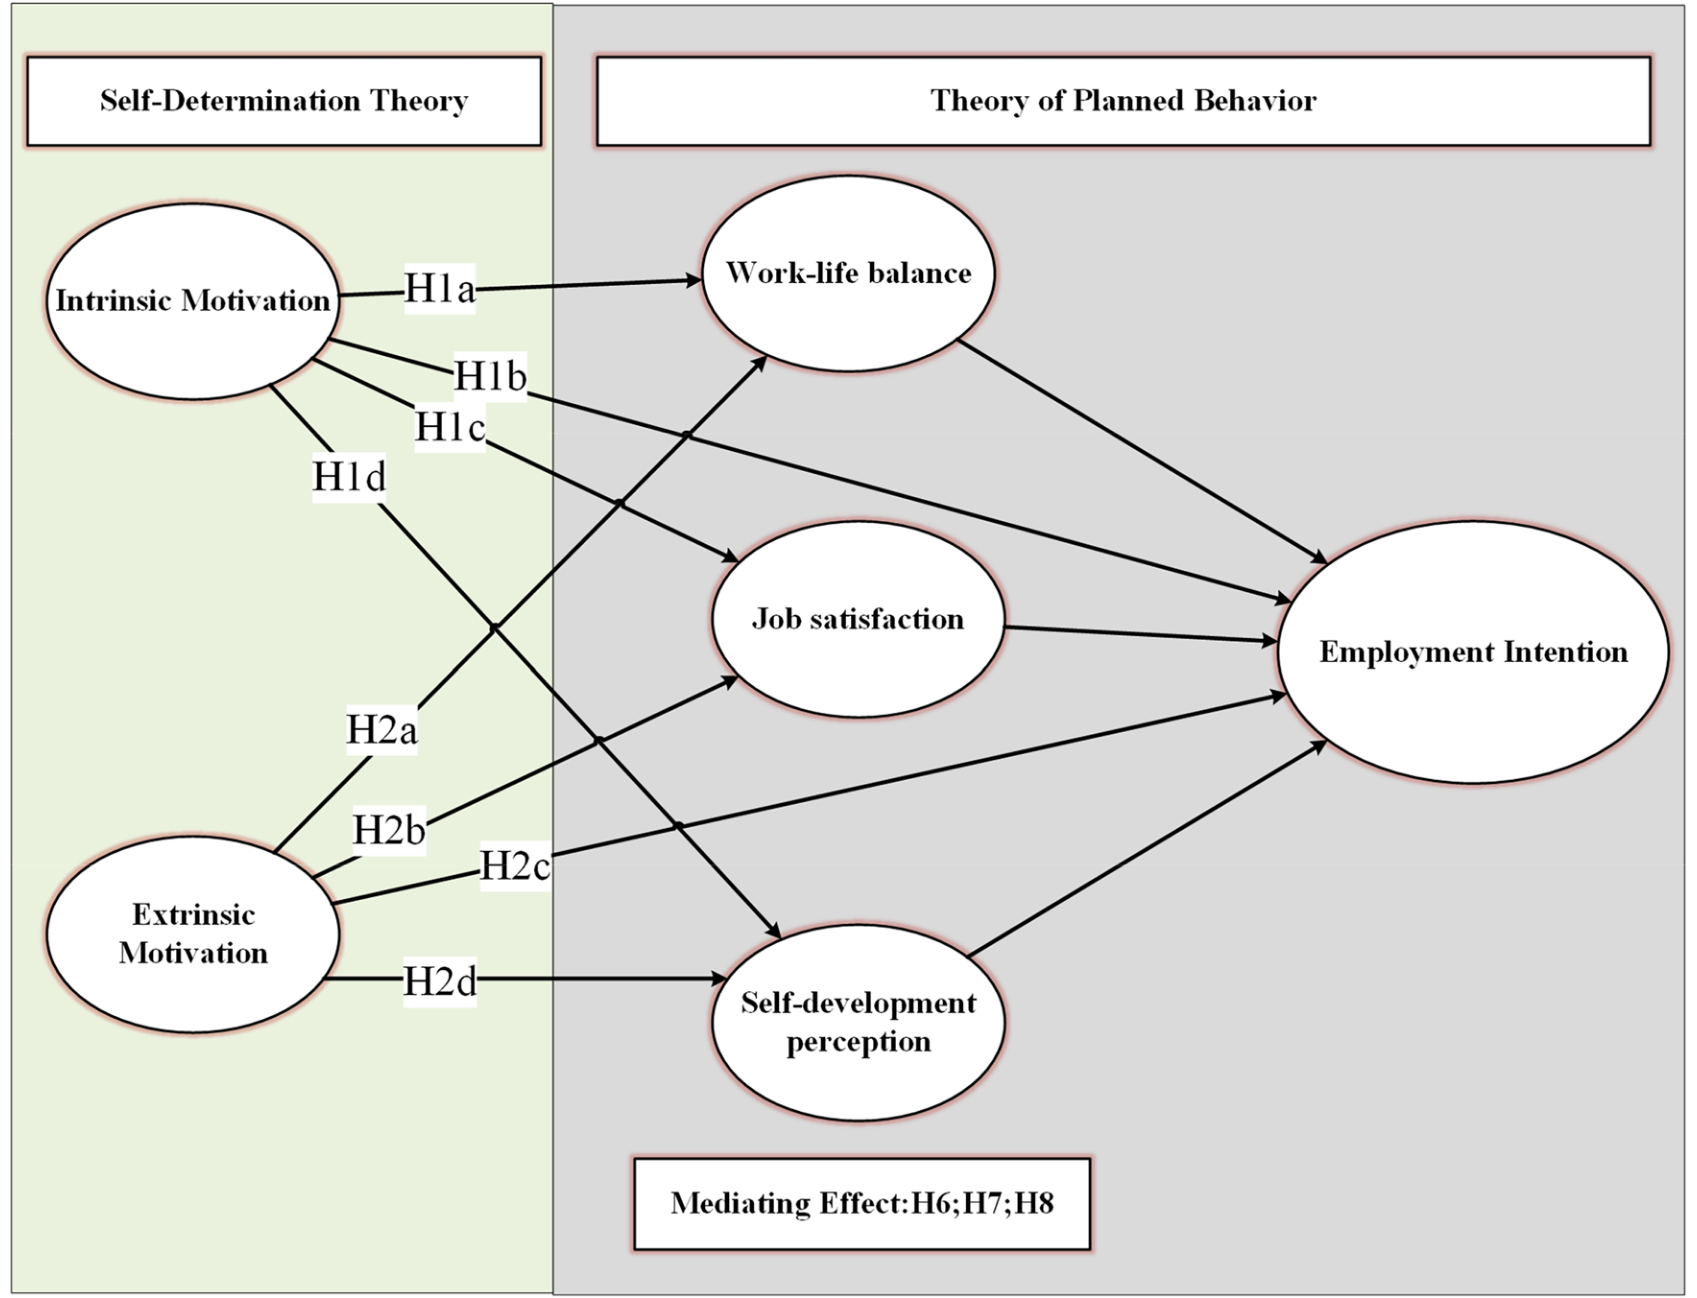 Self-Determination Theory
Theory of Planned Behavior
Intrinsic Motivation
H1a
Work-life balance
H1b
H1c
H1d
Job satisfaction
Employment Intention
H2a
H2b
H2c
Extrinsic
Motivation
H2d
Self-development
perception
Mediating Effect:H6;H7;H8